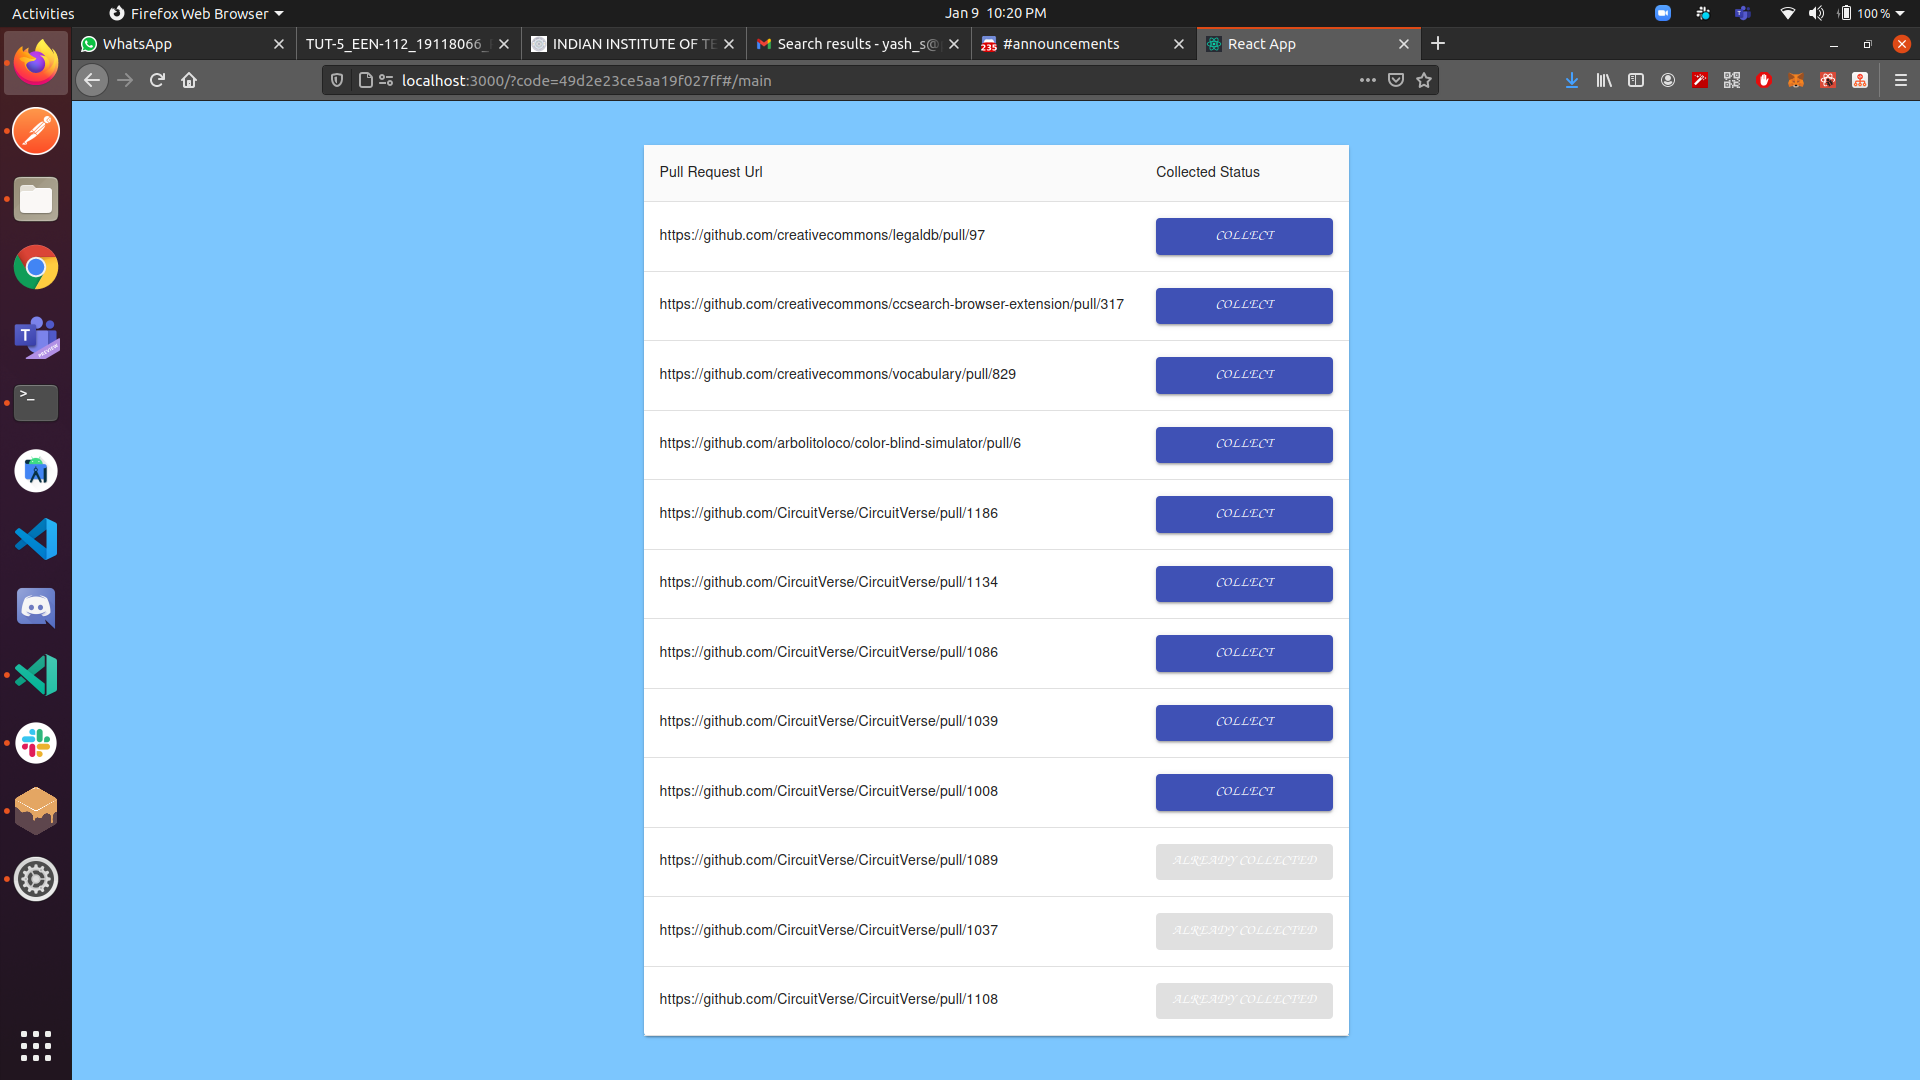 Activities Firefox Web Browser Jan 9 10:20 PM 100 %
WhatsApp TUT-5_EEN-112_19118066_ INDIAN INSTITUTE OF TE Search results - yash_s@ 235 #announcements React App
localhost:3000/?code=49d2e23ce5aa19f027ff#/main
Pull Request Url Collected Status
https://github.com/creativecommons/legaldb/pull/97 COLLECT
https://github.com/creativecommons/ccsearch-browser-extension/pull/317 COLLECT
https://github.com/creativecommons/vocabulary/pull/829 COLLECT
https://github.com/arbolitoloco/color-blind-simulator/pull/6 COLLECT
https://github.com/CircuitVerse/CircuitVerse/pull/1186 COLLECT
https://github.com/CircuitVerse/CircuitVerse/pull/1134 COLLECT
https://github.com/CircuitVerse/CircuitVerse/pull/1086 COLLECT
https://github.com/CircuitVerse/CircuitVerse/pull/1039 COLLECT
https://github.com/CircuitVerse/CircuitVerse/pull/1008 COLLECT
https://github.com/CircuitVerse/CircuitVerse/pull/1089 ALREADY COLLECTED
https://github.com/CircuitVerse/CircuitVerse/pull/1037 ALREADY COLLECTED
https://github.com/CircuitVerse/CircuitVerse/pull/1108 ALREADY COLLECTED